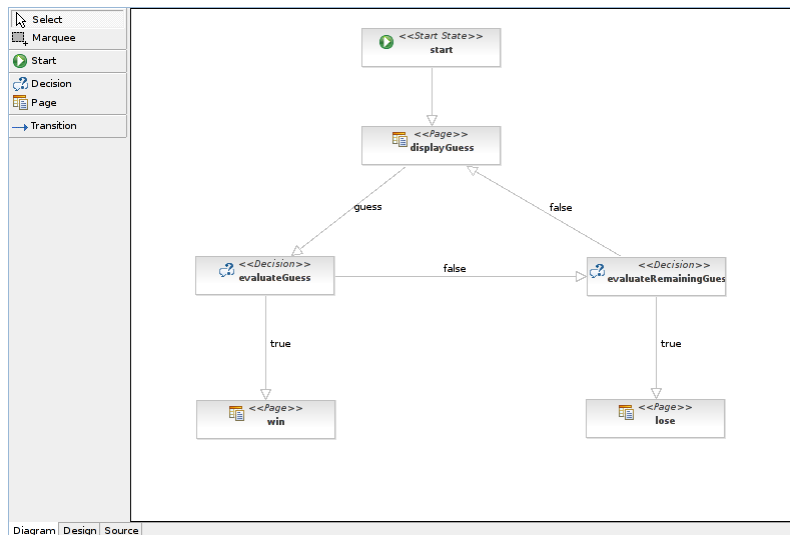 Select
Marquee
Start
Decision
Page
Transition
<<Start State>>
start
<<Page>>
displayGuess
guess
false
<<Decision>>
evaluateGuess
false
<<Decision>>
evaluateRemainingGues
true
true
<<Page>>
win
<<Page>>
lose
Diagram Design Source